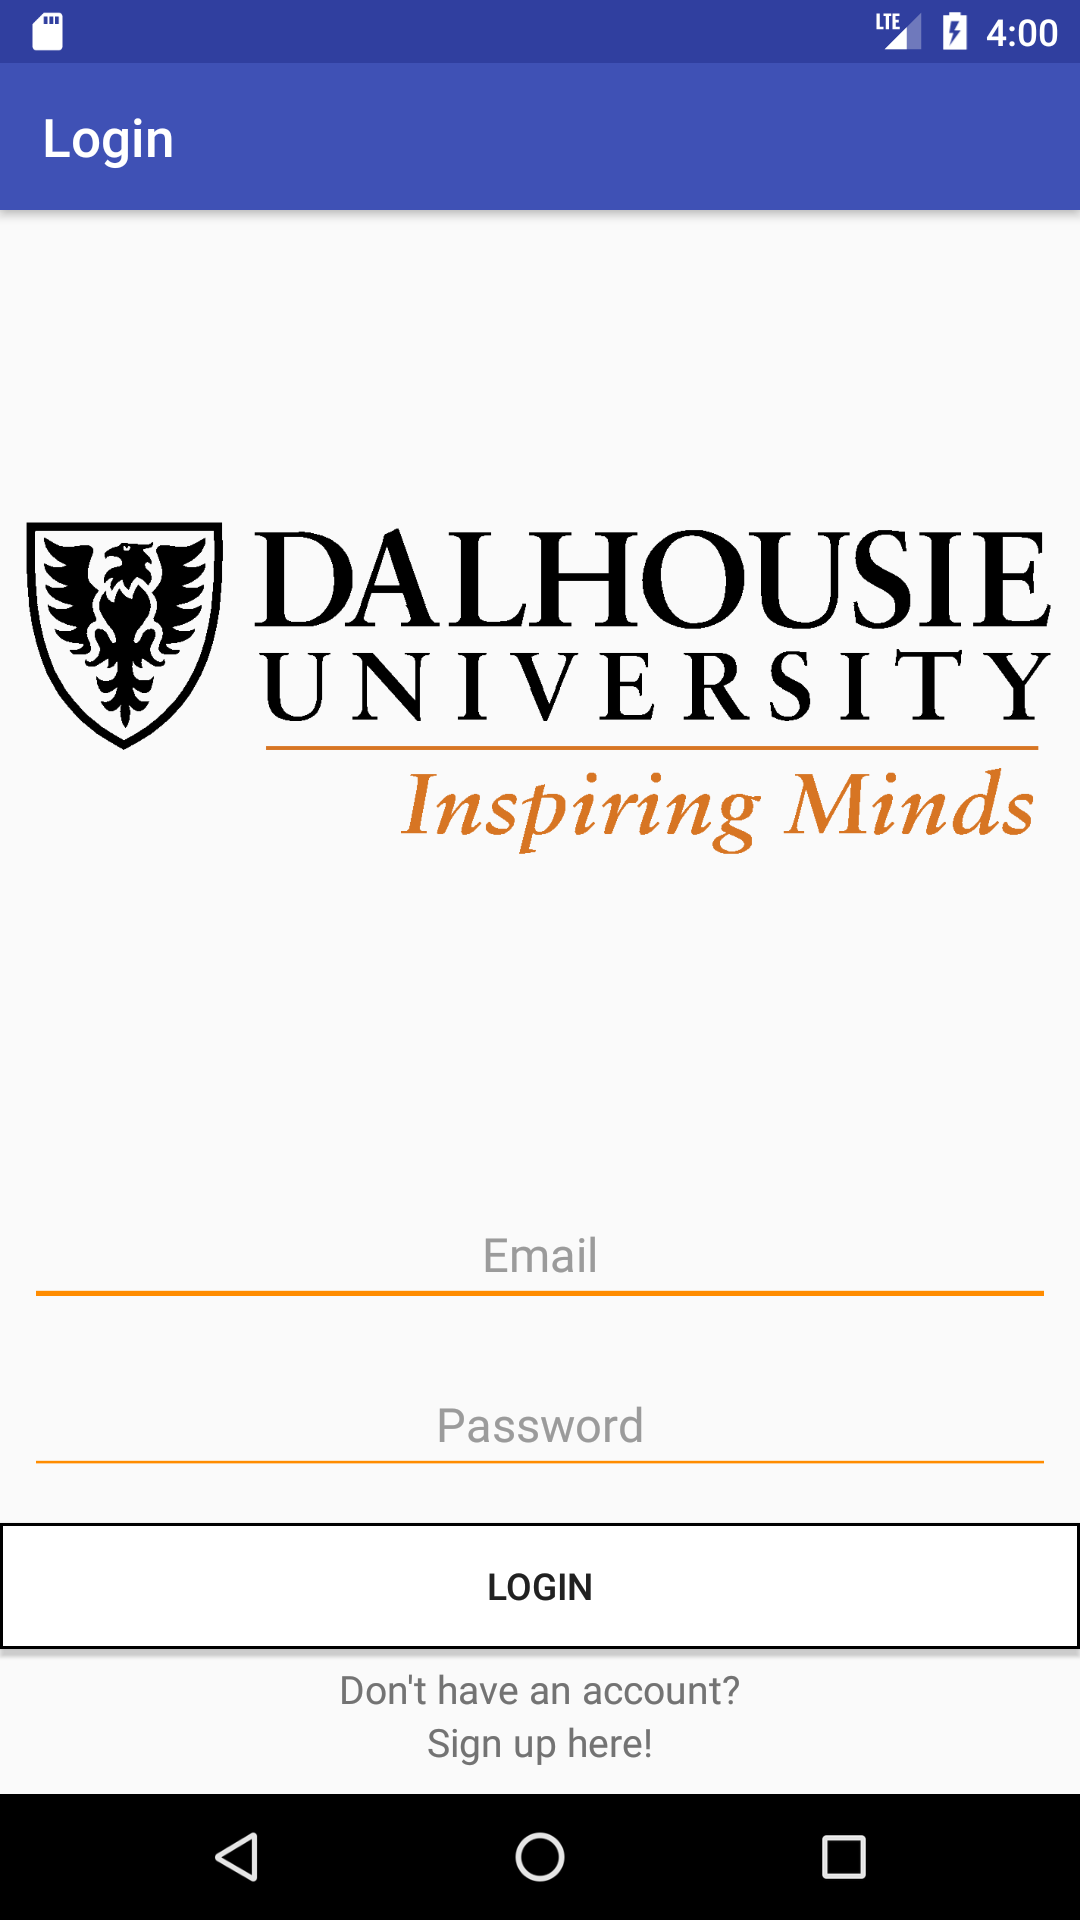 LTE 4:00
Login
DALHOUSIE
UNIVERSITY
Inspiring Minds
Email
Password
LOGIN
Don't have an account?
Sign up here!